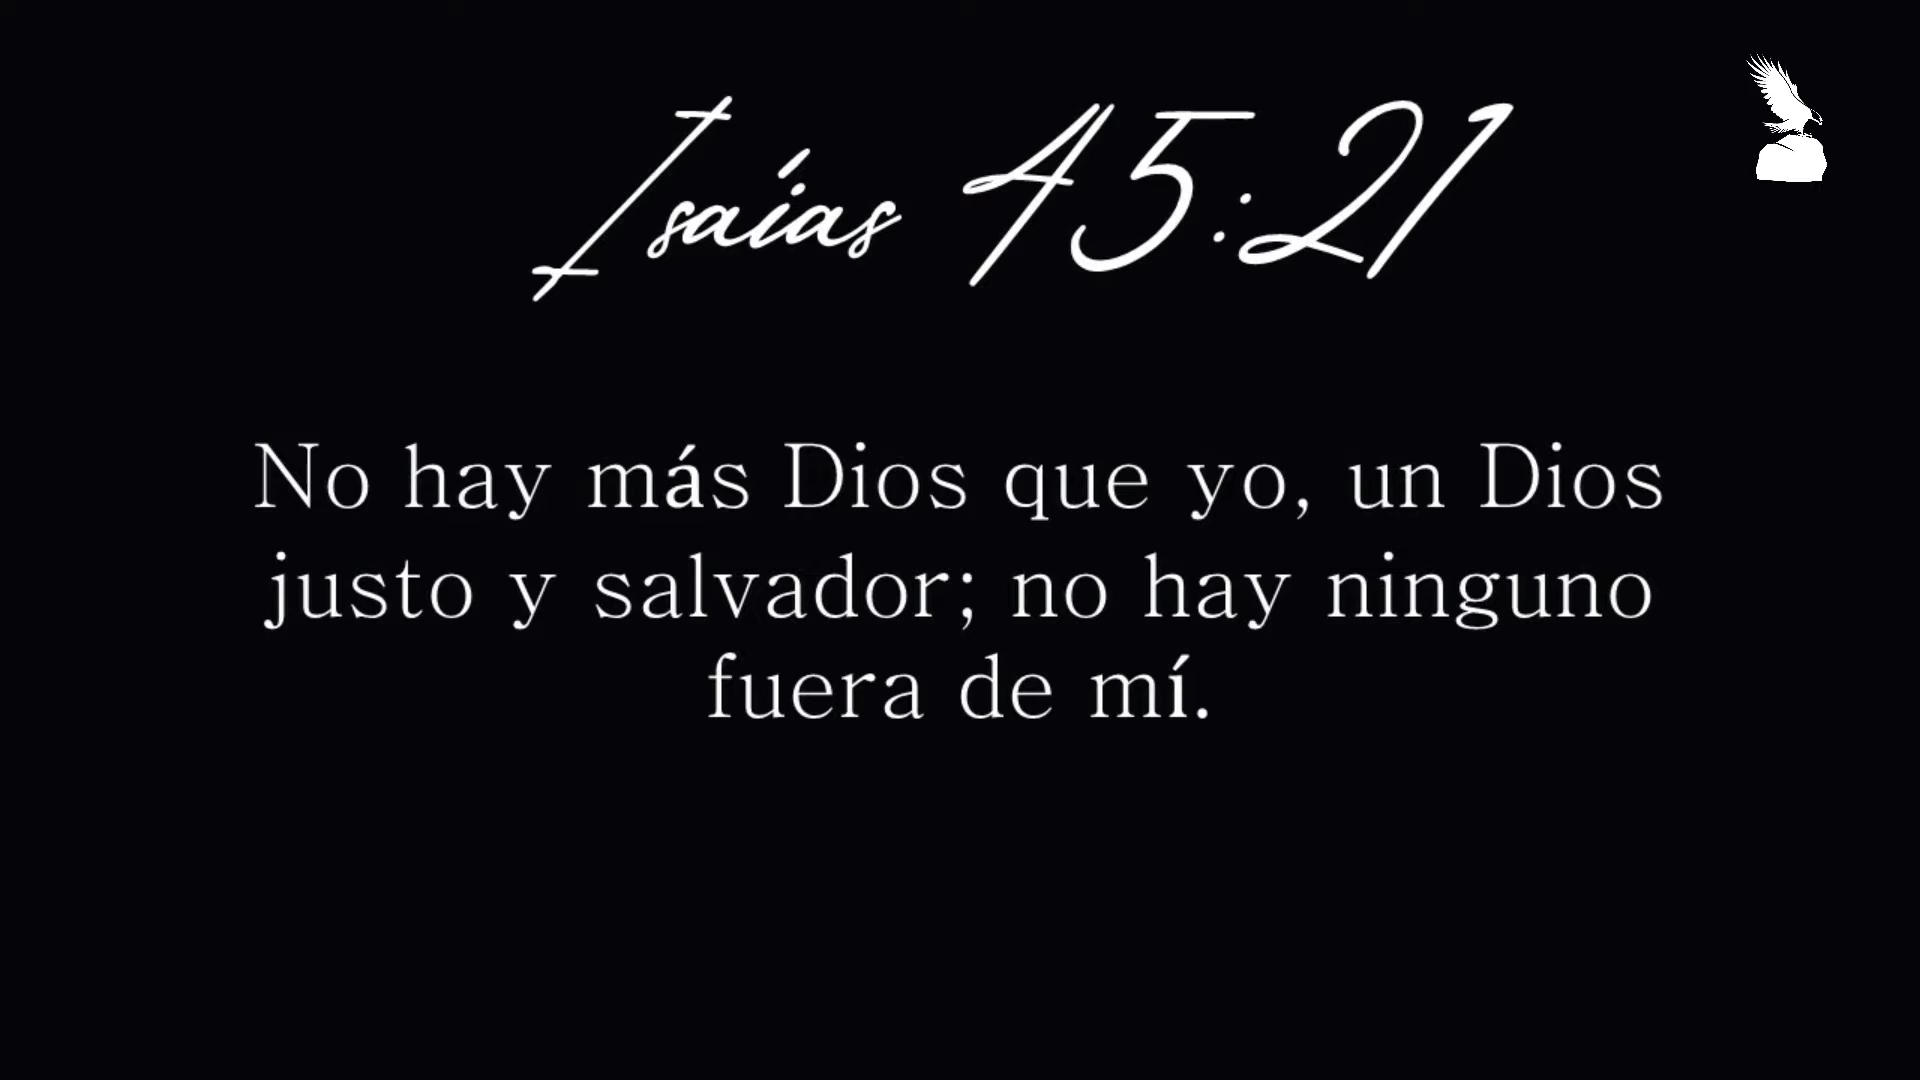 Isaías 45:21
No hay más Dios que yo, un Dios
justo y salvador; no hay ninguno
fuera de mí.